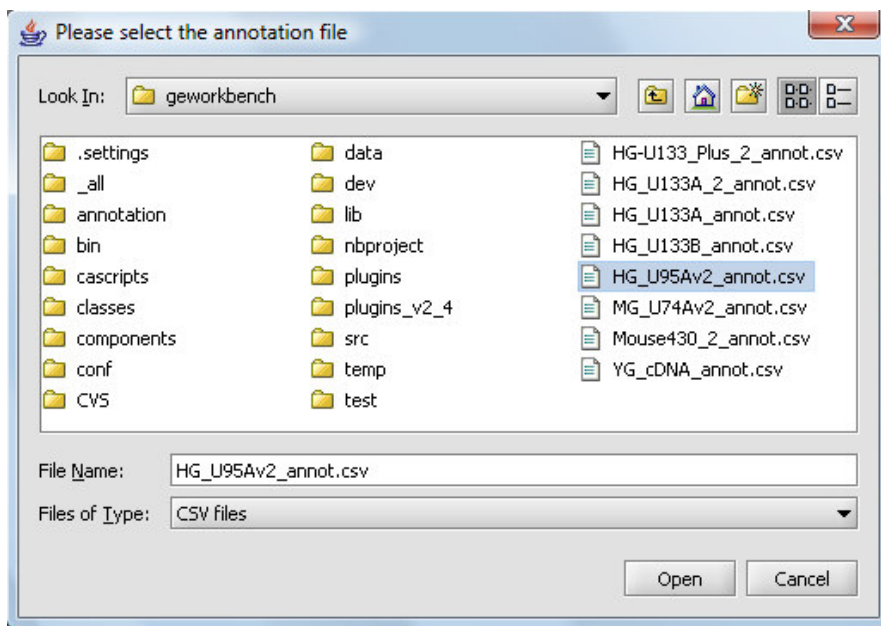 Please select the annotation file
Look In: geworkbench
.settings
_all
annotation
bin
cascripts
classes
components
conf
CVS
data
dev
lib
nbproject
plugins
plugins_v2_4
src
temp
test
HG-U133_Plus_2_annot.csv
HG_U133A_2_annot.csv
HG_U133A_annot.csv
HG_U133B_annot.csv
HG_U95Av2_annot.csv
MG_U74Av2_annot.csv
Mouse430_2_annot.csv
YG_cDNA_annot.csv
File Name: HG_U95Av2_annot.csv
Files of Type: CSV files
Open Cancel